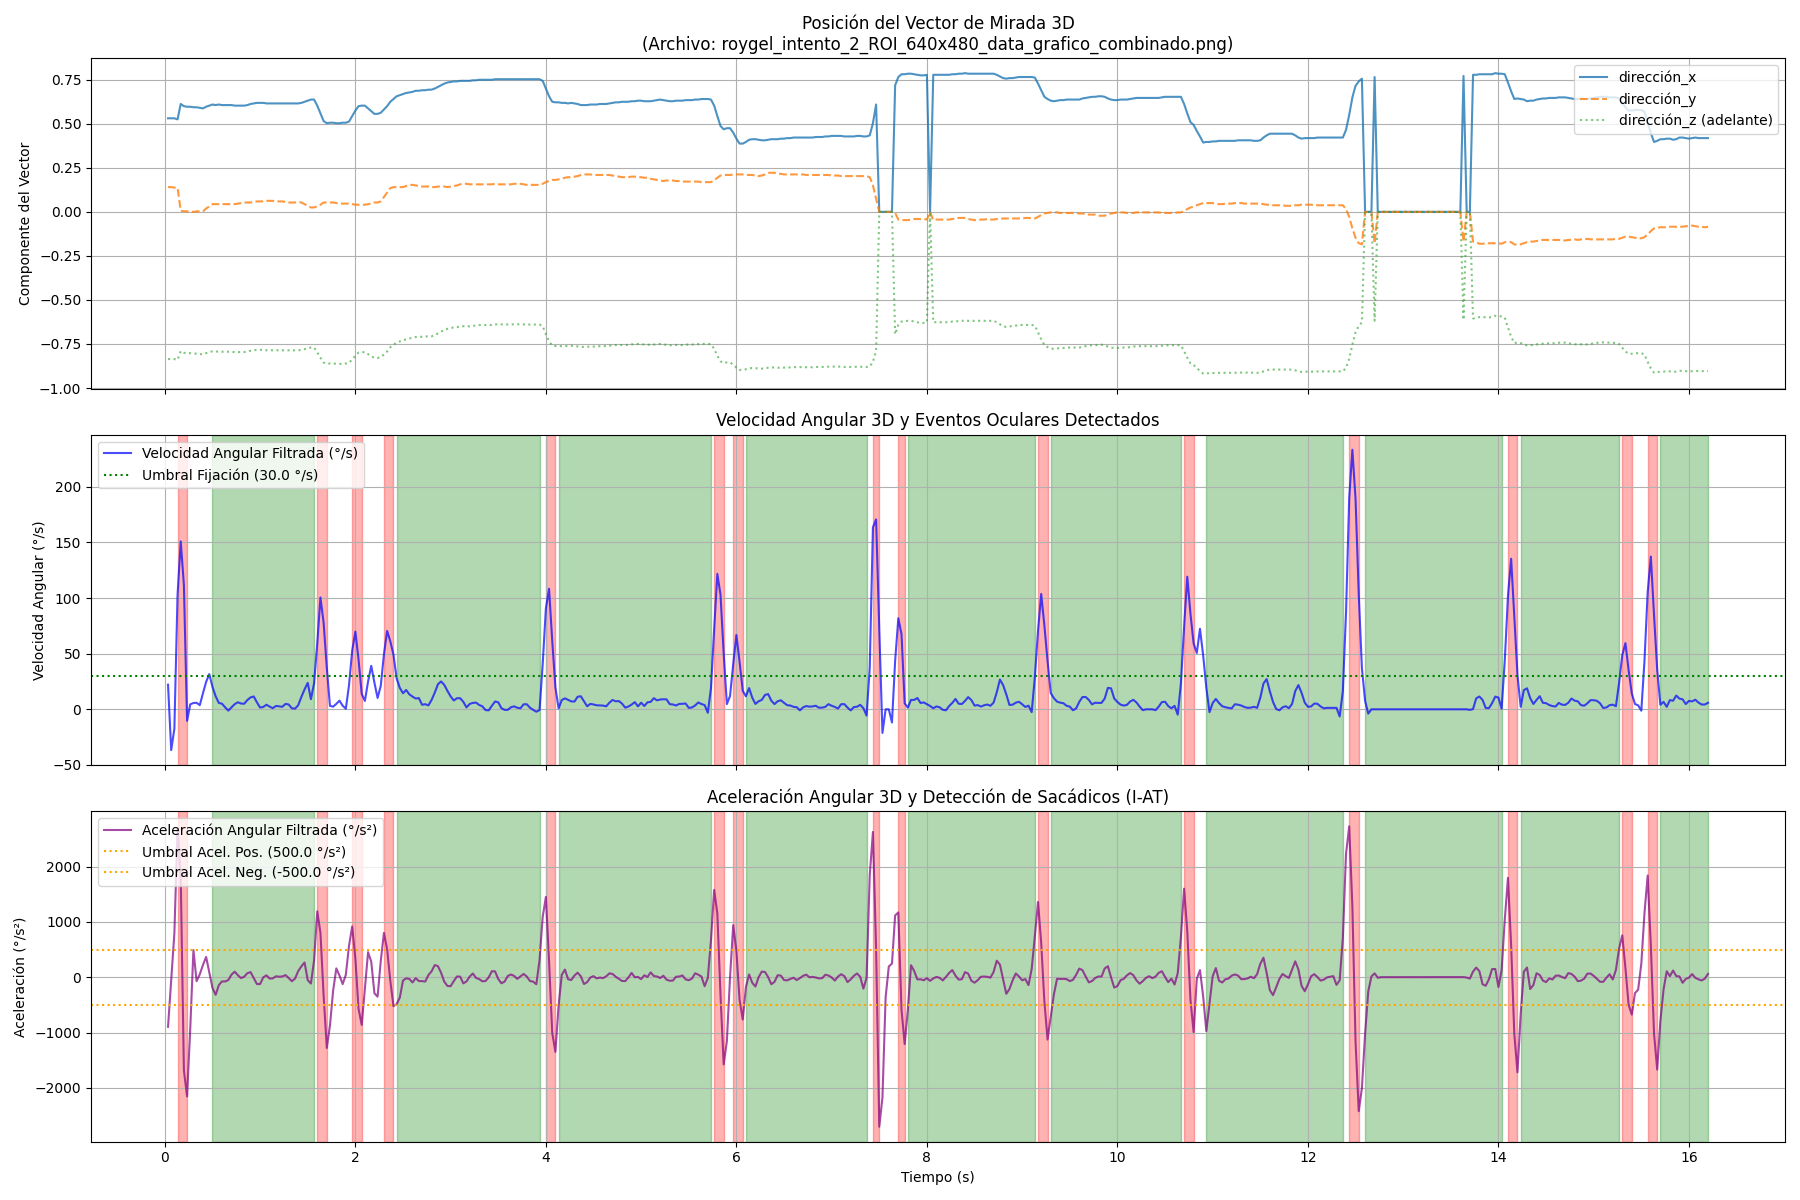 Posición del Vector de Mirada 3D
(Archivo: roygel_intento_2_ROI_640x480_data_grafico_combinado.png)
Componente del Vector
0.75
0.50
0.25
0.00
−0.25
−0.50
−0.75
−1.00
dirección_x
dirección_y
dirección_z (adelante)
Velocidad Angular 3D y Eventos Oculares Detectados
Velocidad Angular (°/s)
200
150
100
50
0
−50
Velocidad Angular Filtrada (°/s)
Umbral Fijación (30.0 °/s)
Aceleración Angular 3D y Detección de Sacádicos (I-AT)
Aceleración (°/s²)
2000
1000
0
−1000
−2000
Aceleración Angular Filtrada (°/s²)
Umbral Acel. Pos. (500.0 °/s²)
Umbral Acel. Neg. (-500.0 °/s²)
0 2 4 6 8 10 12 14 16
Tiempo (s)